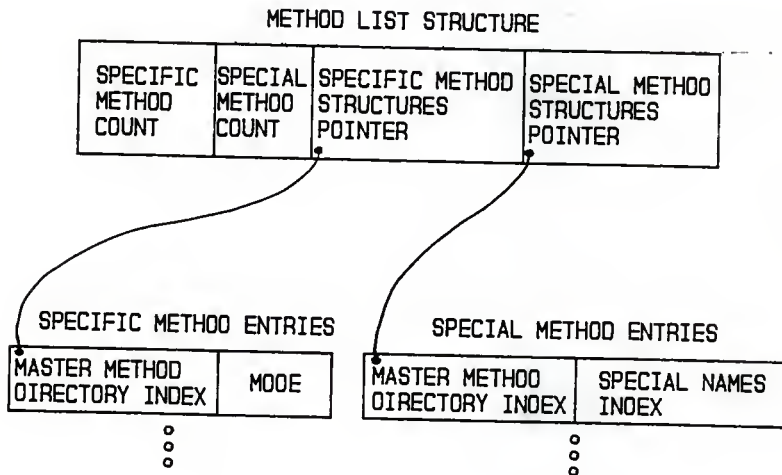 METHOD LIST STRUCTURE
SPECIFIC
METHOD
COUNT
SPECIAL
METHOD
COUNT
SPECIFIC METHOD
STRUCTURES
POINTER
SPECIAL METHOD
STRUCTURES
POINTER
SPECIFIC METHOD ENTRIES
MASTER METHOD
DIRECTORY INDEX
MODE
SPECIAL METHOD ENTRIES
MASTER METHOD
DIRECTORY INDEX
SPECIAL NAMES
INDEX